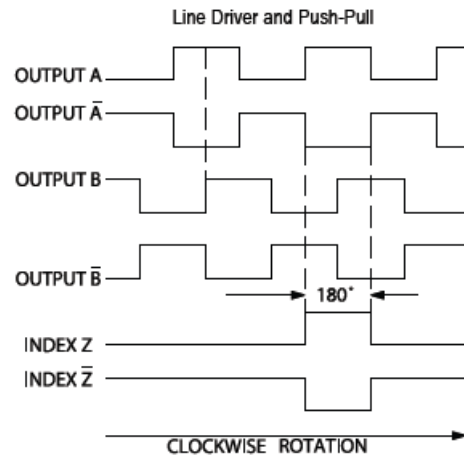 Line Driver and Push-Pull
OUTPUT A
OUTPUT A̅
OUTPUT B
OUTPUT B̅
180°
INDEX Z
INDEX Z̅
CLOCKWISE ROTATION